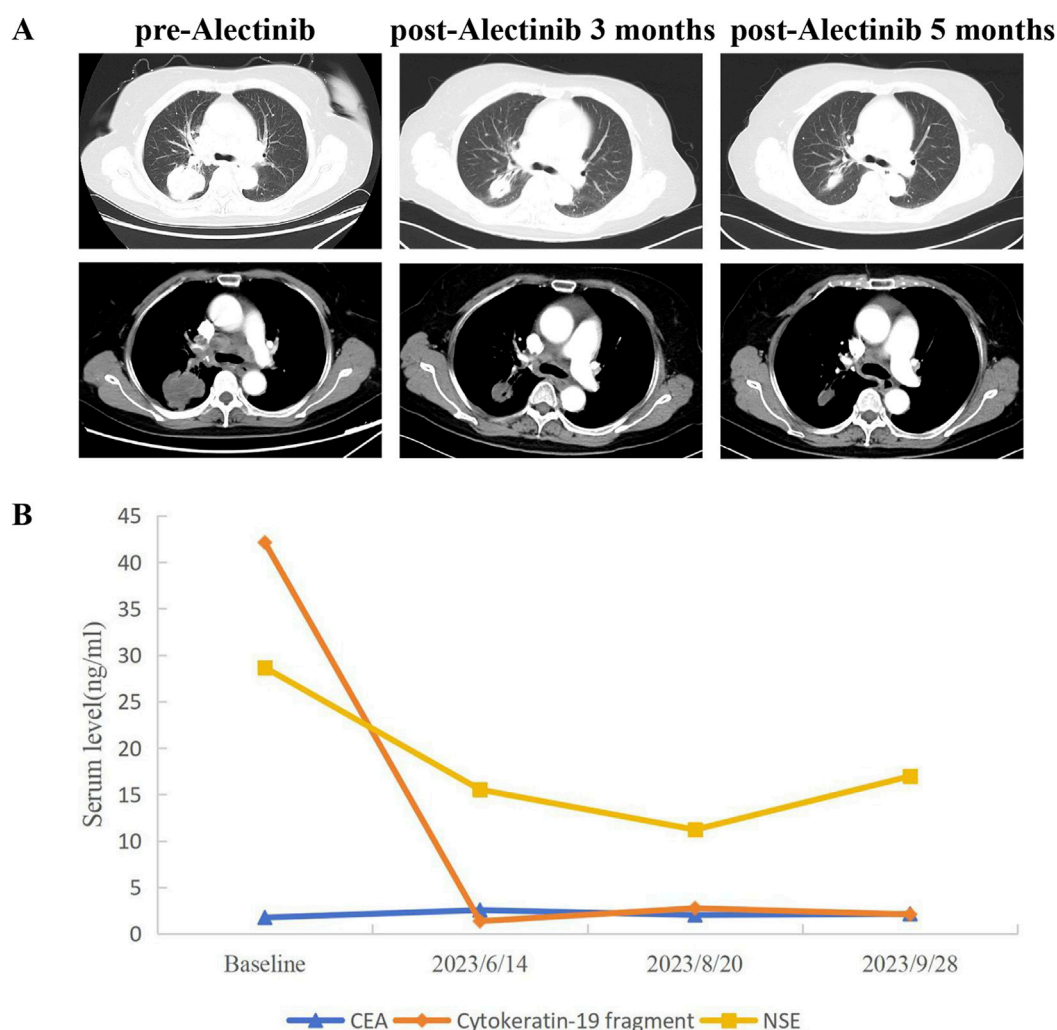 A
pre-Alectinib
post-Alectinib 3 months
post-Alectinib 5 months
B
Serum level(ng/ml)
45
40
35
30
25
20
15
10
5
0
Baseline
2023/6/14
2023/8/20
2023/9/28
CEA
Cytokeratin-19 fragment
NSE